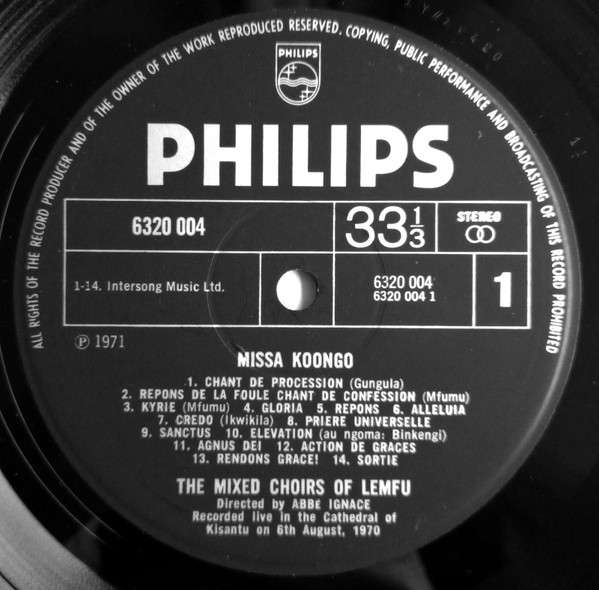 ALL RIGHTS OF THE RECORD PRODUCER AND OF THE OWNER OF THE WORK REPRODUCED RESERVED. COPYING, PUBLIC PERFORMANCE AND BROADCASTING OF THIS RECORD PROHIBITED
PHILIPS
PHILIPS
6320 004
33 1/3
STEREO
1-14. Intersong Music Ltd.
6320 004
6320 004 1
1
Ⓟ 1971
MISSA KOONGO
1. CHANT DE PROCESSION (Gungula)
2. REPONS DE LA FOULE CHANT DE CONFESSION (Mfumu)
3. KYRIE (Mfumu) 4. GLORIA 5. REPONS 6. ALLELUIA
7. CREDO (Ikwikila) 8. PRIERE UNIVERSELLE
9. SANCTUS 10. ELEVATION (au ngoma: Binkengi)
11. AGNUS DEI 12. ACTION DE GRACES
13. RENDONS GRACE! 14. SORTIE
THE MIXED CHOIRS OF LEMFU
Directed by ABBE IGNACE
Recorded live in the Cathedral of
Kisantu on 6th August, 1970